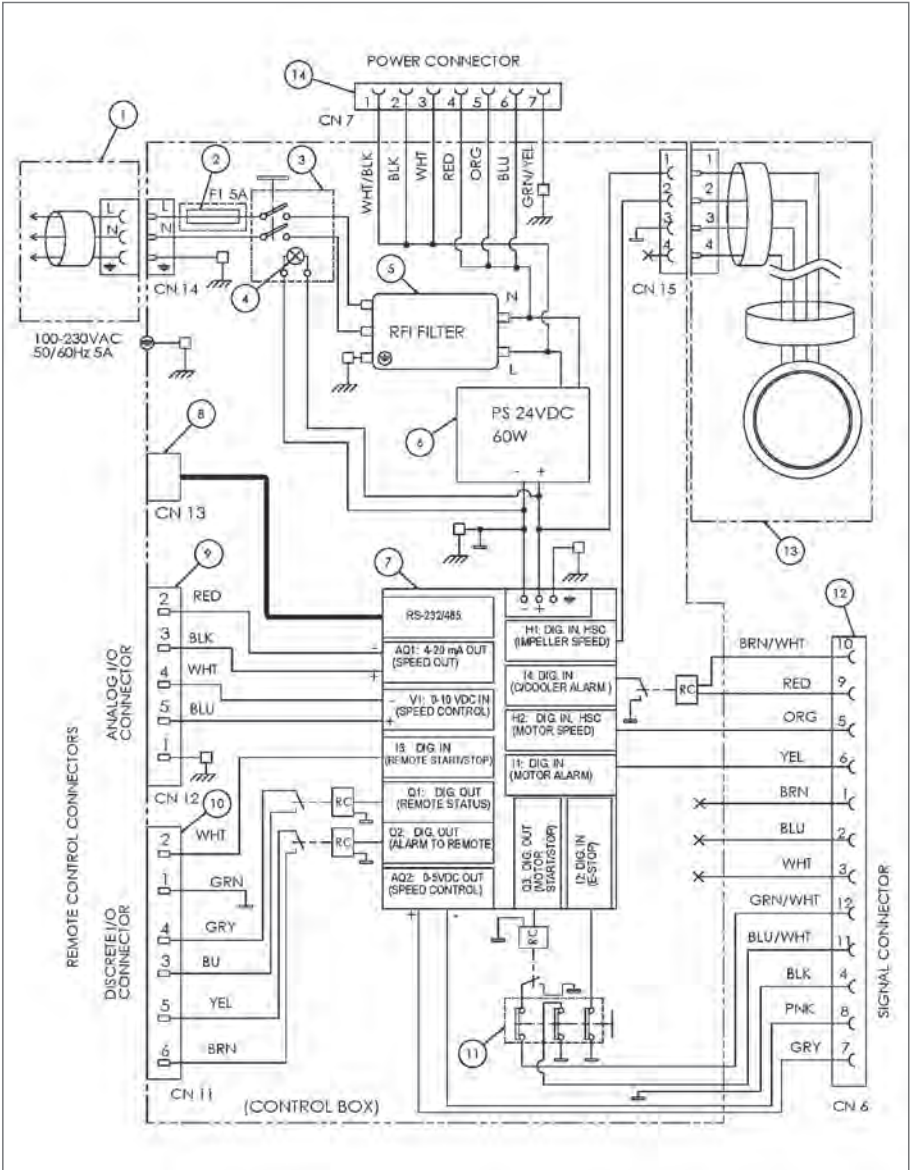 POWER CONNECTOR
14
1 2 3 4 5 6 7
CN 7
WHT/BLK
BLK
WHT
RED
ORG
BLU
GRN/YEL
1
2
3
L
N
L
N
F1 5A
CN 14
4
5
RFI FILTER
N
L
100-230VAC
50/60Hz 5A
PS 24VDC
60W
- +
6
1
2
3
4
1
2
3
4
CN 15
13
8
CN 13
7
RS-232/485
- +
AQ1: 4-20 mA OUT
(SPEED OUT)
-
+
V1: 0-10 VDC IN
(SPEED CONTROL)
-
+
I3: DIG. IN
(REMOTE START/STOP)
Q1: DIG. OUT
(REMOTE STATUS)
Q2: DIG. OUT
(ALARM TO REMOTE)
AQ2: 0-5VDC OUT
(SPEED CONTROL)
+ -
H1: DIG. IN, HSC
(IMPELLER SPEED)
I4: DIG. IN
(C/COOLER ALARM)
H2: DIG. IN, HSC
(MOTOR SPEED)
I1: DIG. IN
(MOTOR ALARM)
Q3: DIG. OUT
(MOTOR
START/STOP)
I2: DIG. IN
(E-STOP)
RC
RC
RC
RC
11
REMOTE CONTROL CONNECTORS
ANALOG I/O
CONNECTOR
9
2 RED
3 BLK
4 WHT
5 BLU
1
CN 12
10
DISCRETE I/O
CONNECTOR
2 WHT
1 GRN
4 GRY
3 BU
5 YEL
6 BRN
CN 11
(CONTROL BOX)
12
BRN/WHT 10
RED 9
ORG 5
YEL 6
BRN 1
BLU 2
WHT 3
GRN/WHT 12
BLU/WHT 11
BLK 4
PNK 8
GRY 7
CN 6
SIGNAL CONNECTOR